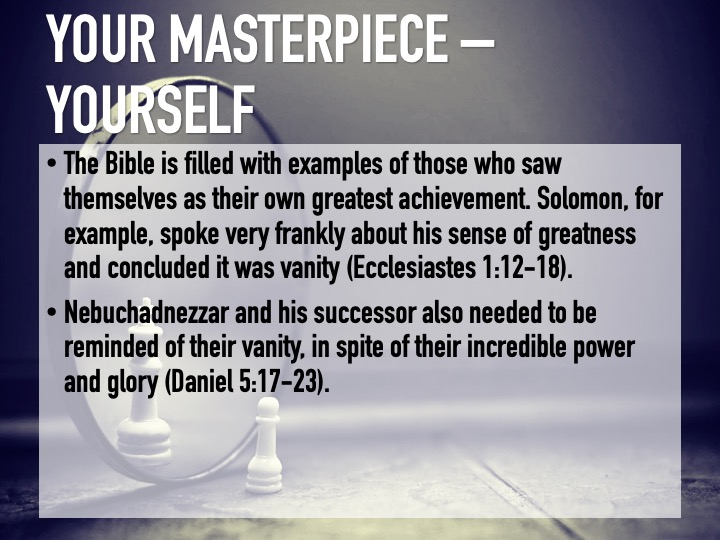 YOUR MASTERPIECE –
YOURSELF
• The Bible is filled with examples of those who saw
themselves as their own greatest achievement. Solomon, for
example, spoke very frankly about his sense of greatness
and concluded it was vanity (Ecclesiastes 1:12-18).
• Nebuchadnezzar and his successor also needed to be
reminded of their vanity, in spite of their incredible power
and glory (Daniel 5:17-23).